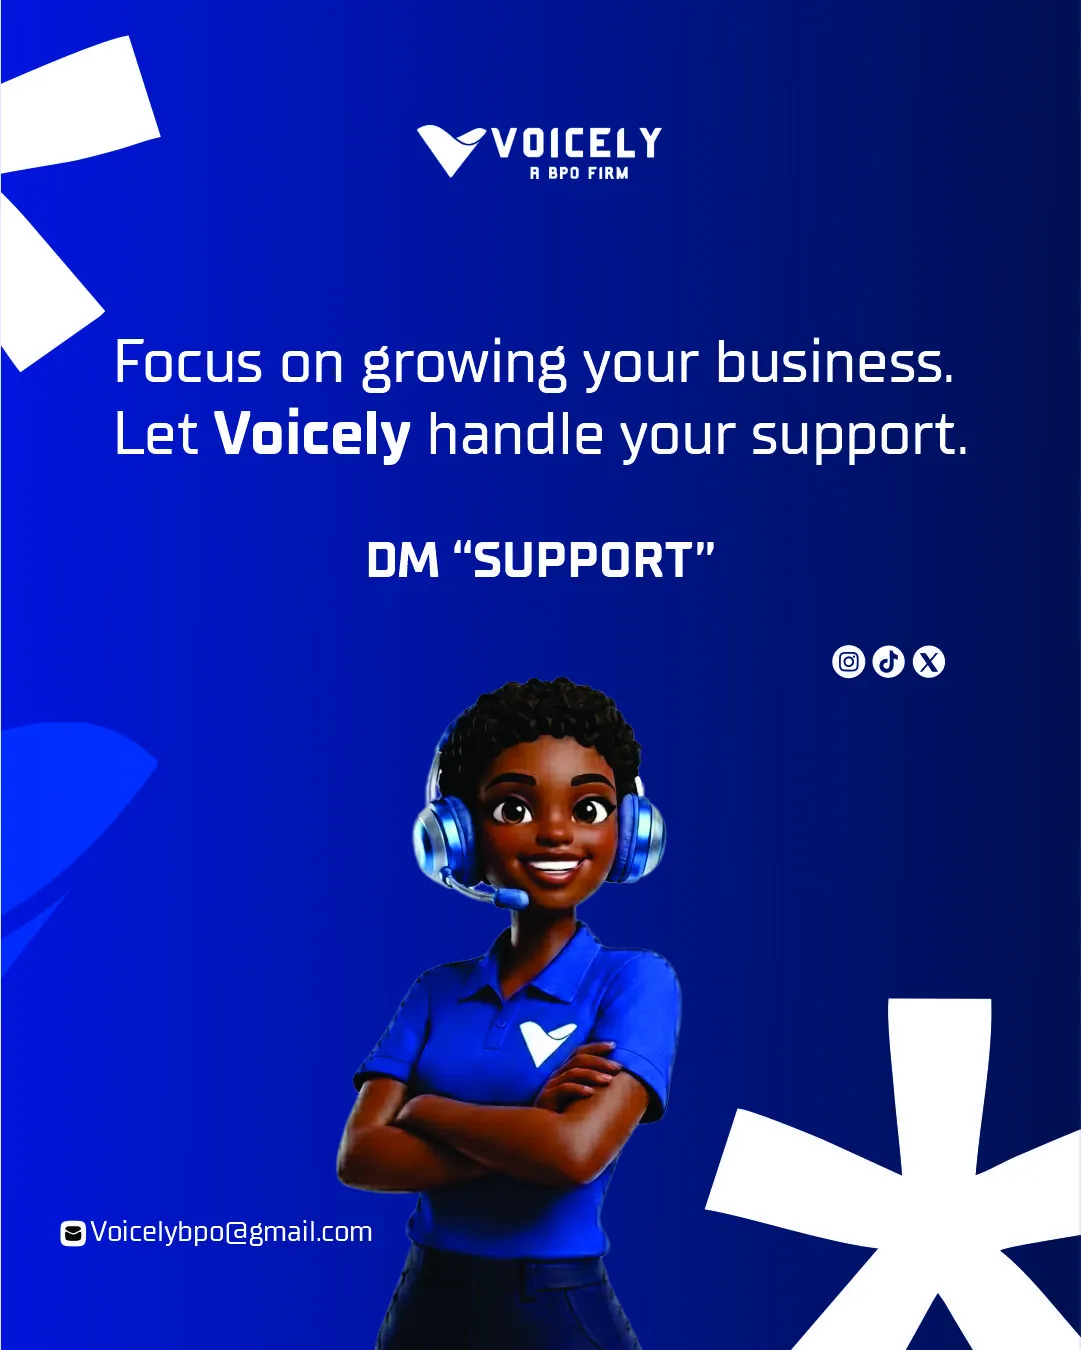 VOICELY
A BPO FIRM
Focus on growing your business.
Let Voicely handle your support.
DM “SUPPORT”
Voicelybpo@gmail.com